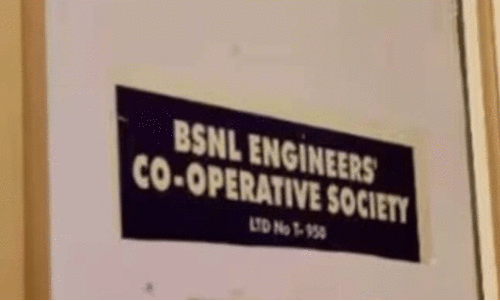 BSNL ENGINEERS'
CO-OPERATIVE SOCIETY
LTD No T-950